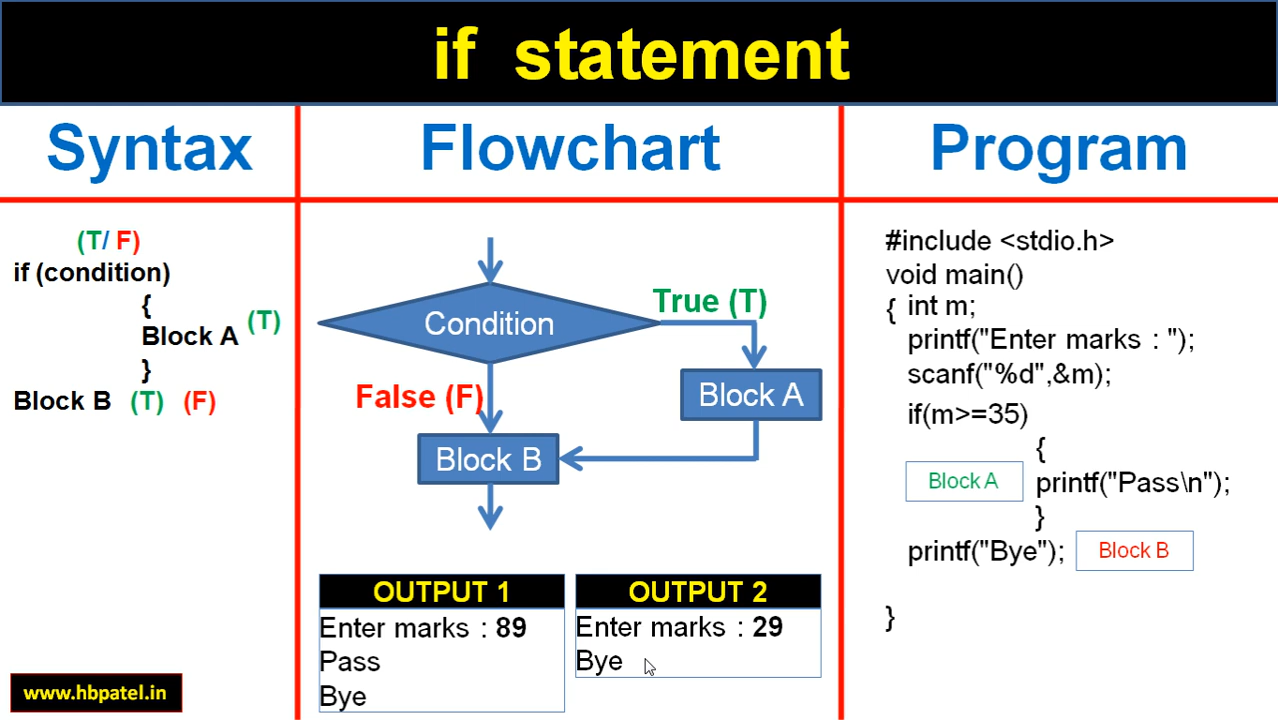 if statement
Syntax
(T/ F)
if (condition)
{
Block A (T)
}
Block B (T) (F)
www.hbpatel.in
Flowchart
Condition
True (T)
False (F)
Block A
Block B
OUTPUT 1
Enter marks : 89
Pass
Bye
OUTPUT 2
Enter marks : 29
Bye
Program
#include <stdio.h>
void main()
{ int m;
printf("Enter marks : ");
scanf("%d",&m);
if(m>=35)
{
Block A printf("Pass\n");
}
printf("Bye"); Block B
}